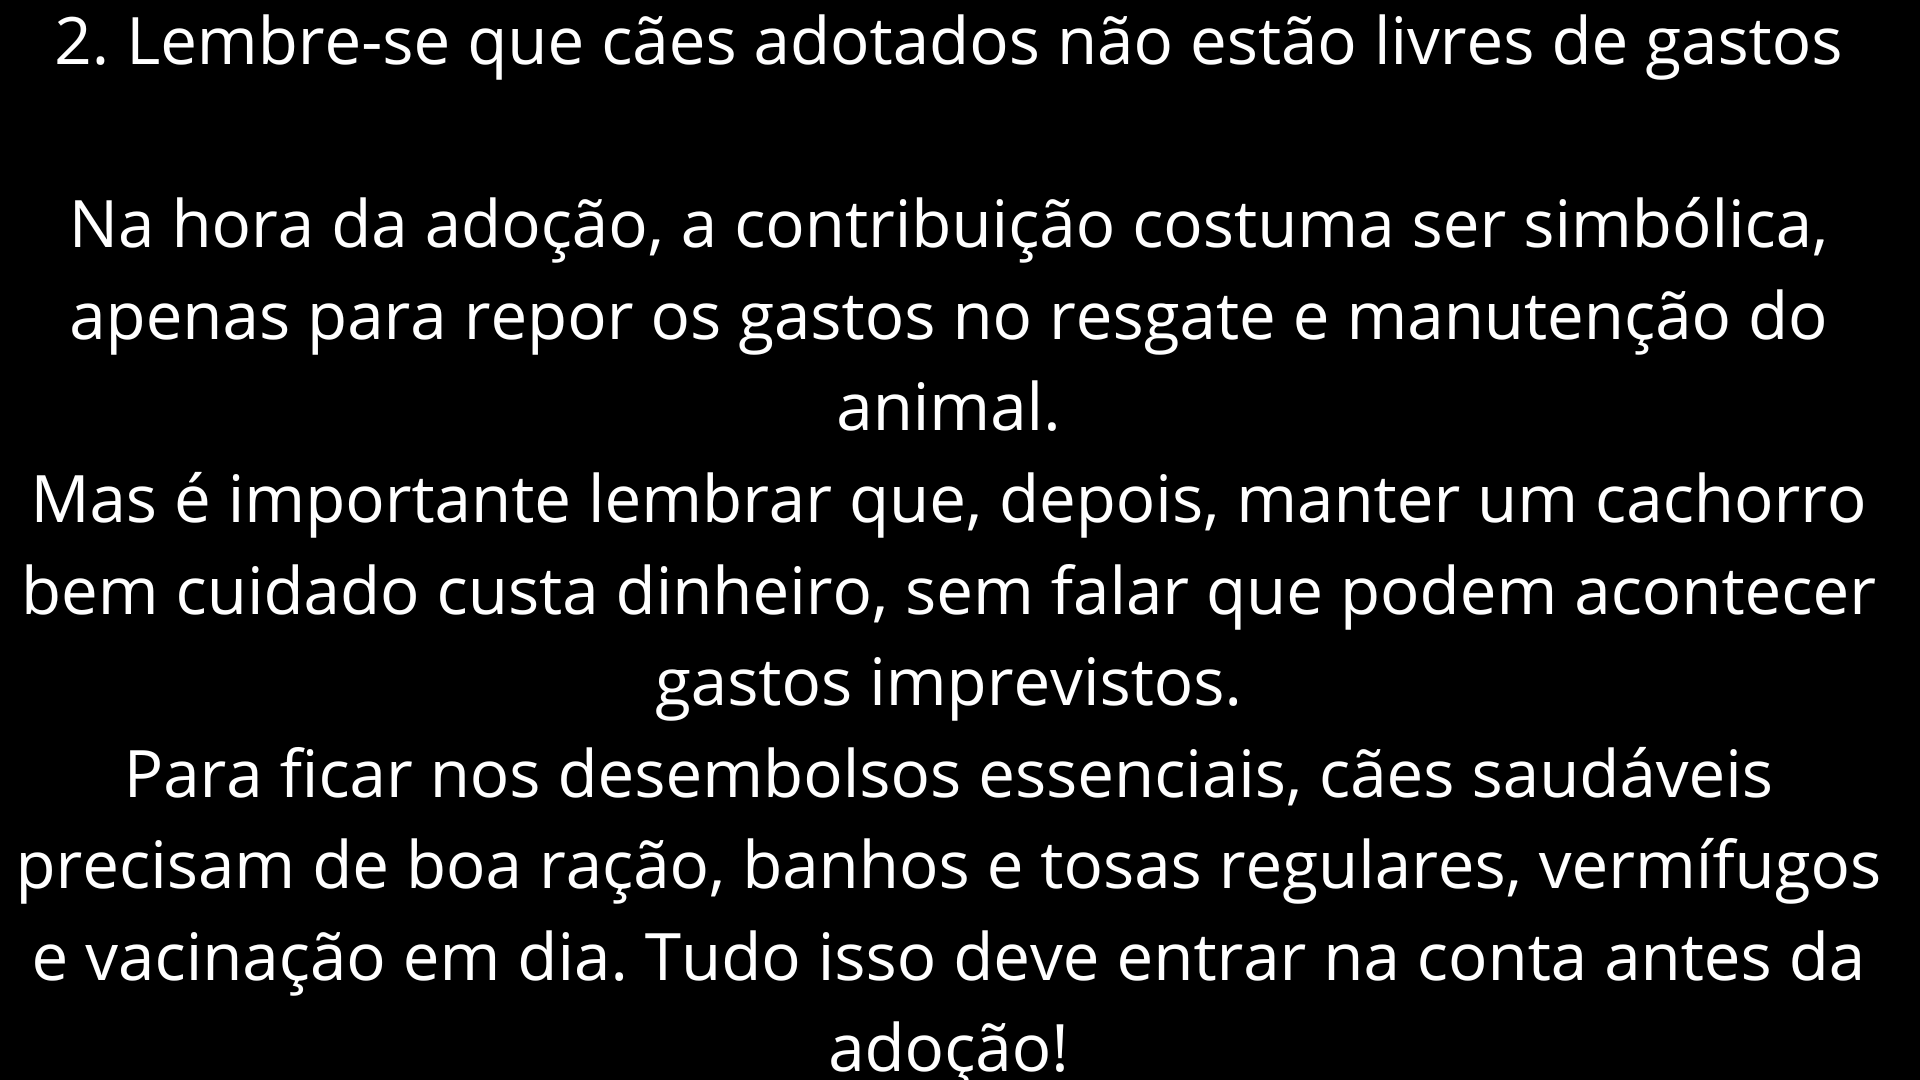 2. Lembre-se que cães adotados não estão livres de gastos
Na hora da adoção, a contribuição costuma ser simbólica,
apenas para repor os gastos no resgate e manutenção do
animal.
Mas é importante lembrar que, depois, manter um cachorro
bem cuidado custa dinheiro, sem falar que podem acontecer
gastos imprevistos.
Para ficar nos desembolsos essenciais, cães saudáveis
precisam de boa ração, banhos e tosas regulares, vermífugos
e vacinação em dia. Tudo isso deve entrar na conta antes da
adoção!